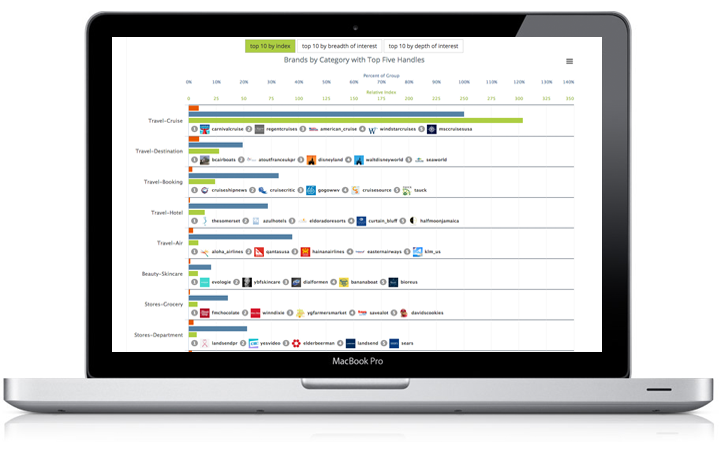 top 10 by index top 10 by breadth of interest top 10 by depth of interest
Brands by Category with Top Five Handles
Percent of Group
0% 10% 20% 30% 40% 50% 60% 70% 80% 90% 100% 110% 120% 130% 140%
Relative Index
0 25 50 75 100 125 150 175 200 225 250 275 300 325 350
Travel-Cruise
1 carnivalcruise 2 regentcruises 3 american_cruise 4 windstarcruises 5 msccruisesusa
Travel-Destination
1 bcairboats 2 atoutfranceukpr 3 disneyland 4 waltdisneyworld 5 seaworld
Travel-Booking
1 cruiseshipnews 2 cruisecritic 3 gogowwv 4 cruisesource 5 tauck
Travel-Hotel
1 thesomerset 2 azulhotels 3 eldoradoresorts 4 curtain_bluff 5 halfmoonjamaica
Travel-Air
1 aloha_airlines 2 qantasusa 3 hainanairlines 4 easternairways 5 klm_us
Beauty-Skincare
1 evologie 2 ybfskincare 3 dialformen 4 bananaboat 5 bioreus
Stores-Grocery
1 fmchocolate 2 winndixie 3 ygfarmersmarket 4 savealot 5 davidscookies
Stores-Department
1 landsendpr 2 yesvideo 3 elderbeerman 4 landsend 5 sears
MacBook Pro